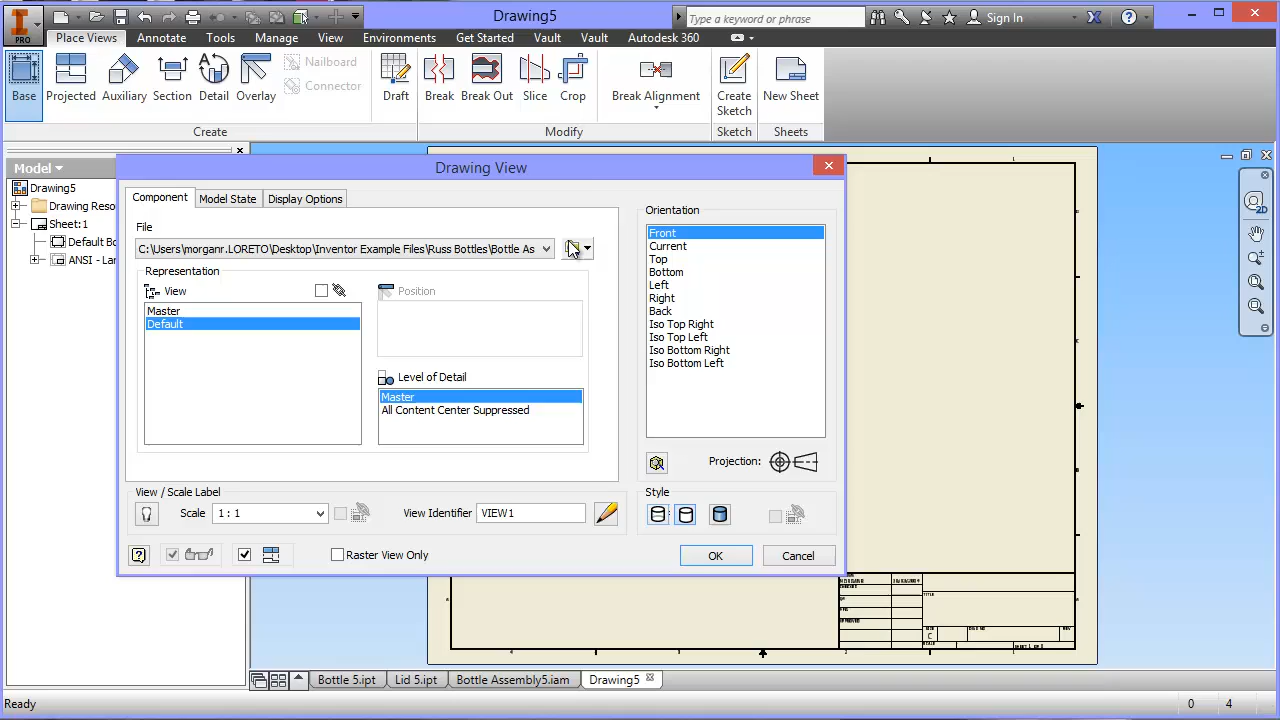 Drawing5
Type a keyword or phrase
Sign In
PRO
Place Views
Annotate
Tools
Manage
View
Environments
Get Started
Vault
Vault
Autodesk 360
Base
Projected
Auxiliary
Section
Detail
Overlay
Nailboard
Connector
Draft
Break
Break Out
Slice
Crop
Break Alignment
Create
Sketch
New Sheet
Create
Modify
Sketch
Sheets
Model
Drawing5
Drawing Reso
Sheet:1
Default Bo
ANSI - Lar
Drawing View
Component
Model State
Display Options
File
C:\Users\morganr.LORETO\Desktop\Inventor Example Files\Russ Bottles\Bottle As
Representation
View
Master
Default
Position
Level of Detail
Master
All Content Center Suppressed
Orientation
Front
Current
Top
Bottom
Left
Right
Back
Iso Top Right
Iso Top Left
Iso Bottom Right
Iso Bottom Left
Projection:
View / Scale Label
Scale
1 : 1
View Identifier
VIEW1
Style
Raster View Only
OK
Cancel
2D
TITLE
C
Bottle 5.ipt
Lid 5.ipt
Bottle Assembly5.iam
Drawing5
Ready
0
4